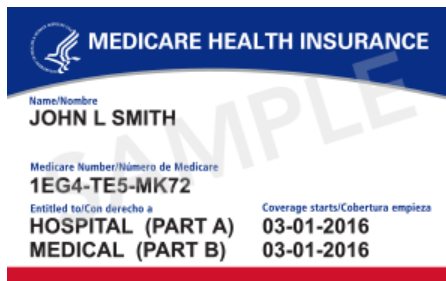 MEDICARE HEALTH INSURANCE
SAMPLE
Name/Nombre
JOHN L SMITH
Medicare Number/Número de Medicare
1EG4-TE5-MK72
Entitled to/Con derecho a Coverage starts/Cobertura empieza
HOSPITAL (PART A) 03-01-2016
MEDICAL (PART B) 03-01-2016